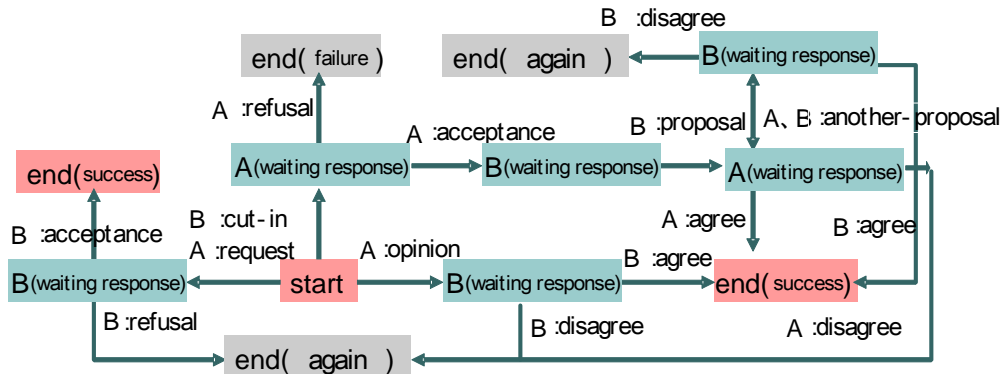 B :disagree
end( failure )
end( again )
B(waiting response)
A :refusal
A :acceptance
B :proposal
A、B :another-proposal
end(success)
A(waiting response)
B(waiting response)
A(waiting response)
B :cut-in
A :agree
B :acceptance
A :request
A :opinion
B :agree
B :agree
B(waiting response)
start
B(waiting response)
end( success)
B :refusal
B :disagree
A :disagree
end( again )